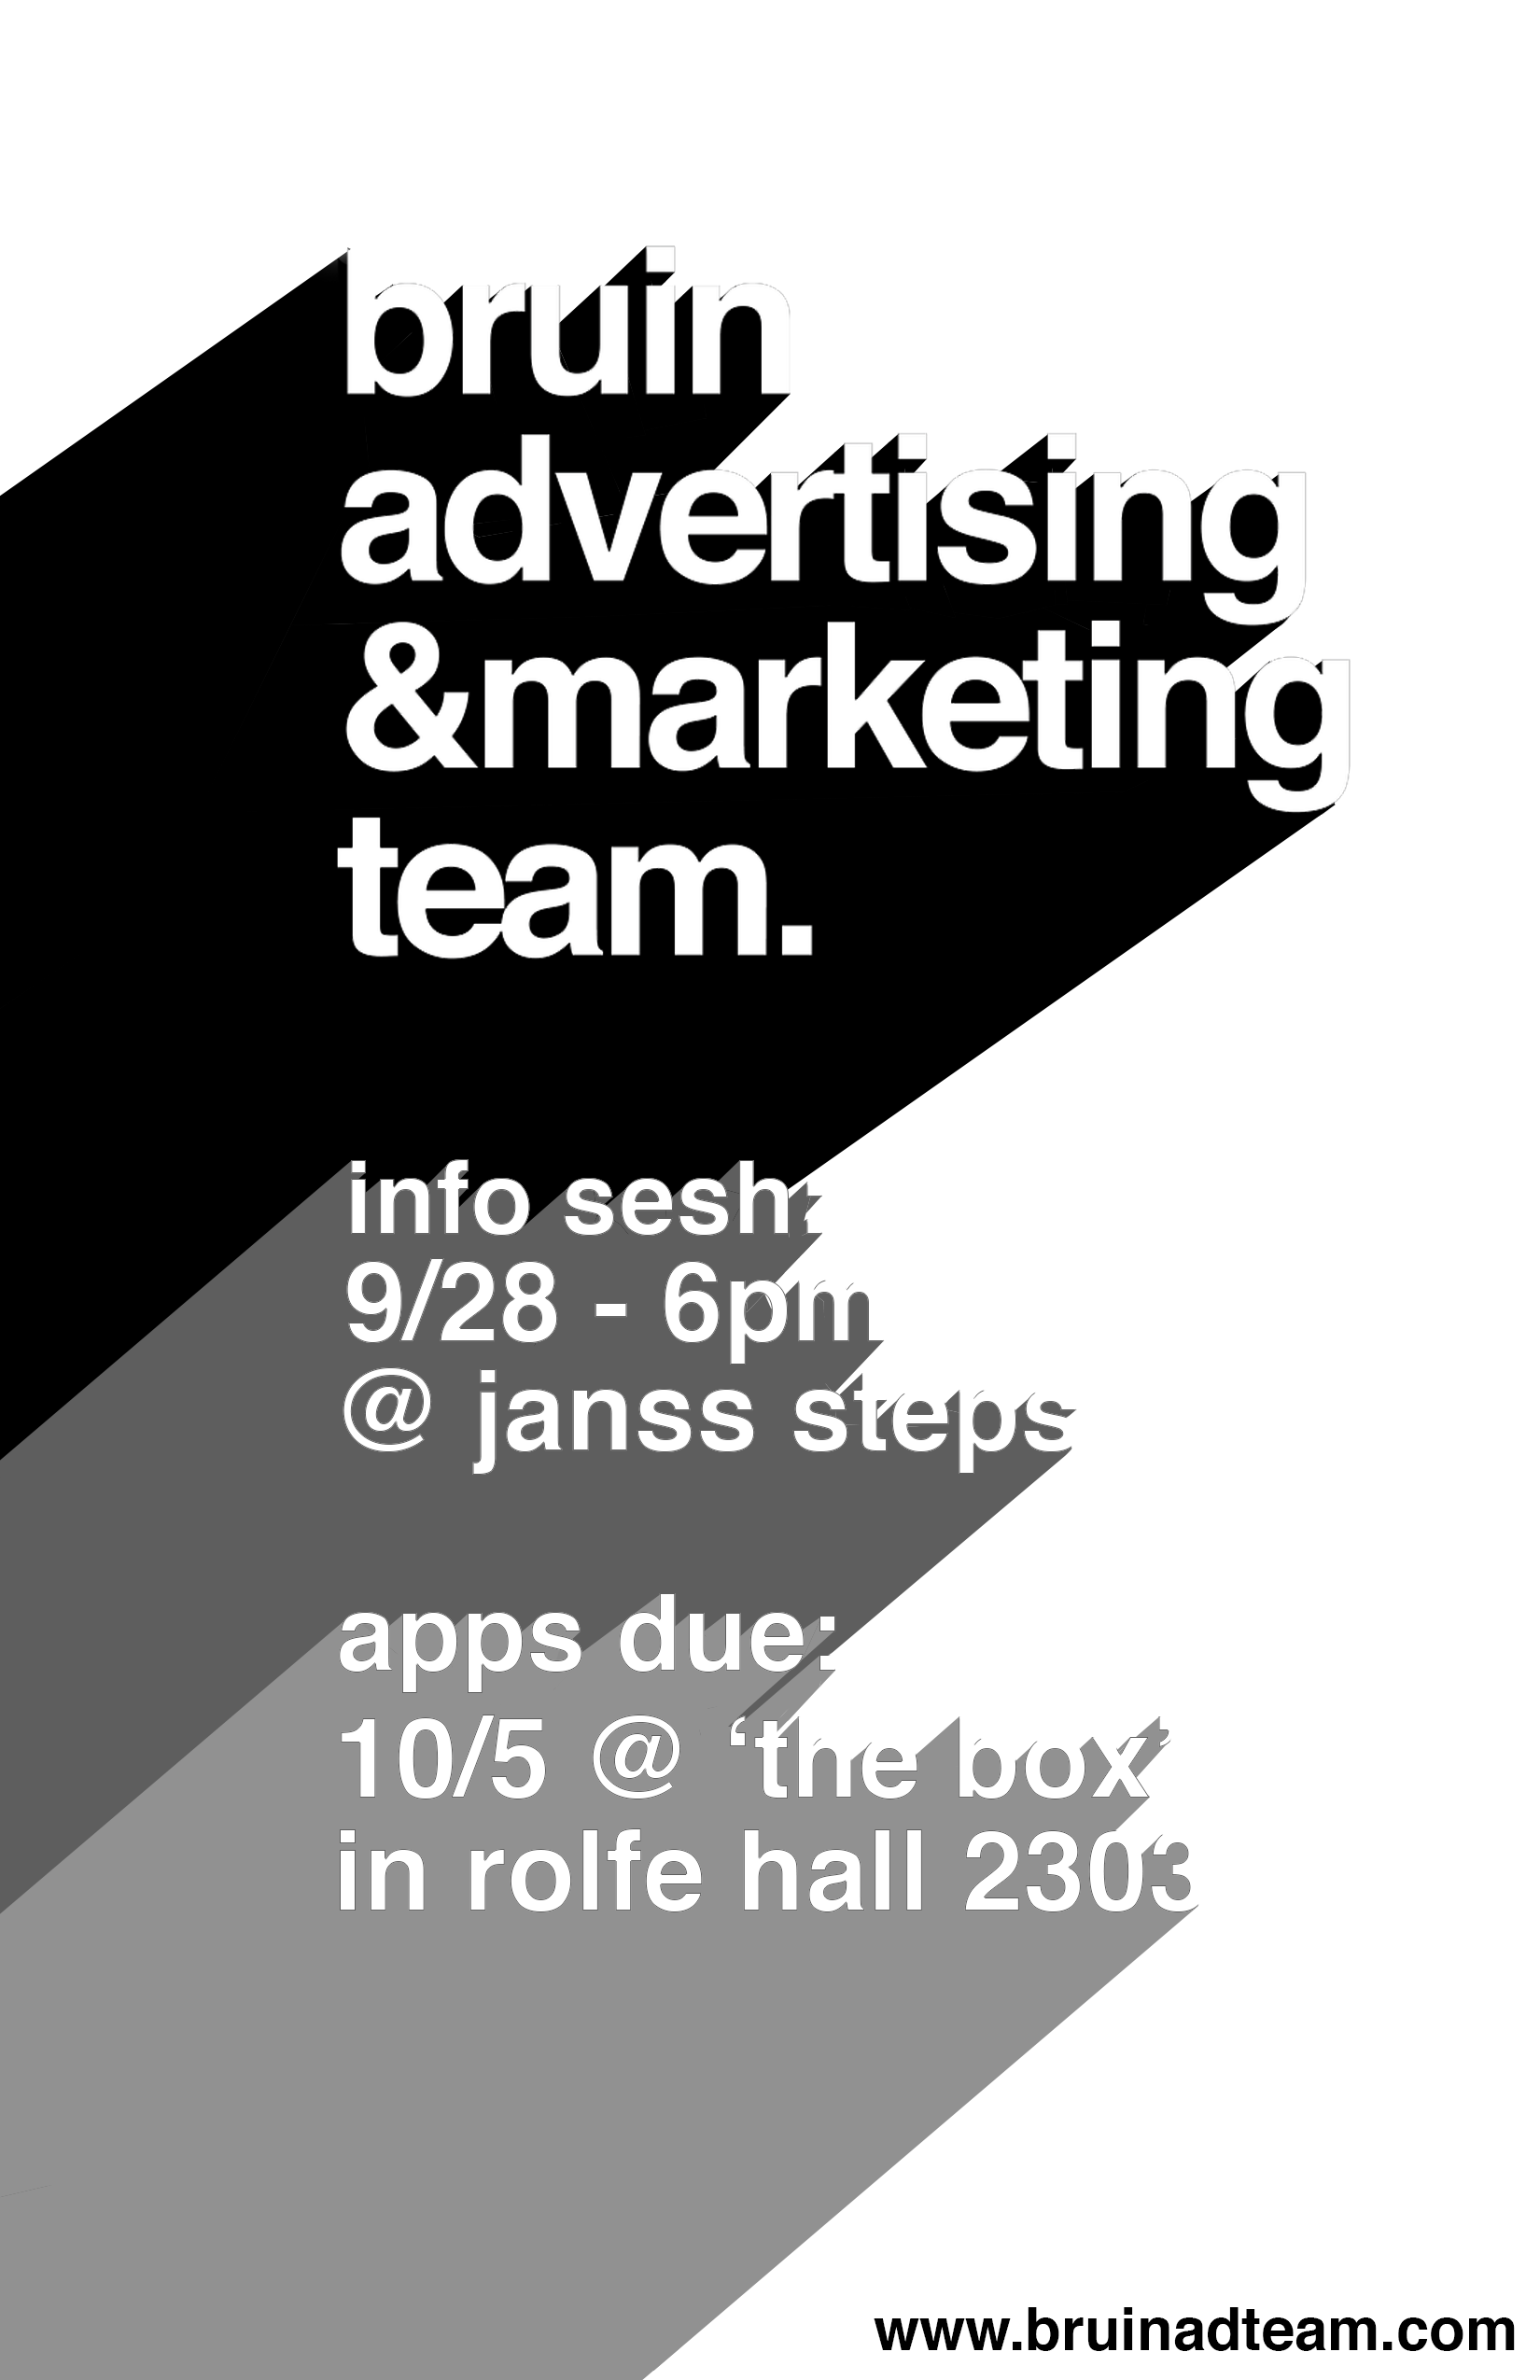 bruin
advertising
&marketing
team.
info sesh:
9/28 - 6pm
@ janss steps
apps due:
10/5 @ ‘the box’
in rolfe hall 2303
www.bruinadteam.com